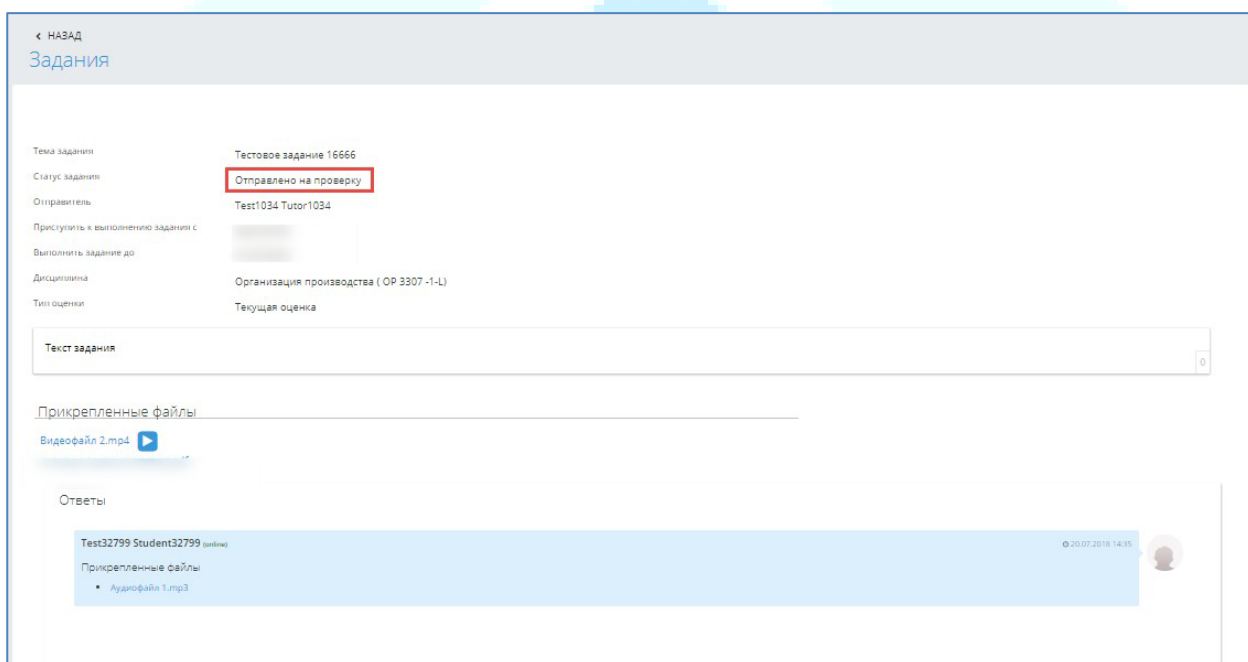 < НАЗАД
Задания
Тема задания
Тестовое задание 16666
Статус задания
Отправлено на проверку
Отправитель
Test1034 Tutor1034
Приступить к выполнению задания с
Выполнить задание до
Дисциплина
Организация производства ( OP 3307 -1-L)
Тип оценки
Текущая оценка
Текст задания
0
Прикрепленные файлы
Видеофайл 2.mp4
Ответы
Test32799 Student32799 (online)
20.07.2018 14:35
Прикрепленные файлы
• Аудиофайл 1.mp3